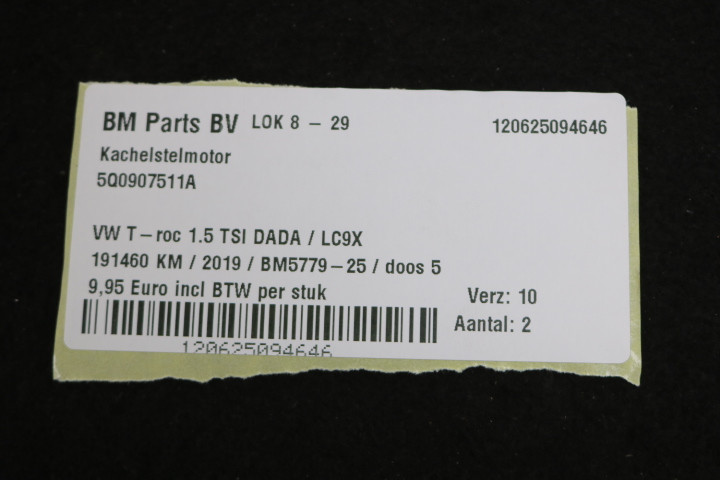 BM Parts BV LOK 8 - 29 120625094646
Kachelstelmotor
5Q0907511A
VW T-roc 1.5 TSI DADA / LC9X
191460 KM / 2019 / BM5779-25 / doos 5
9,95 Euro incl BTW per stuk Verz: 10
Aantal: 2
120625094646